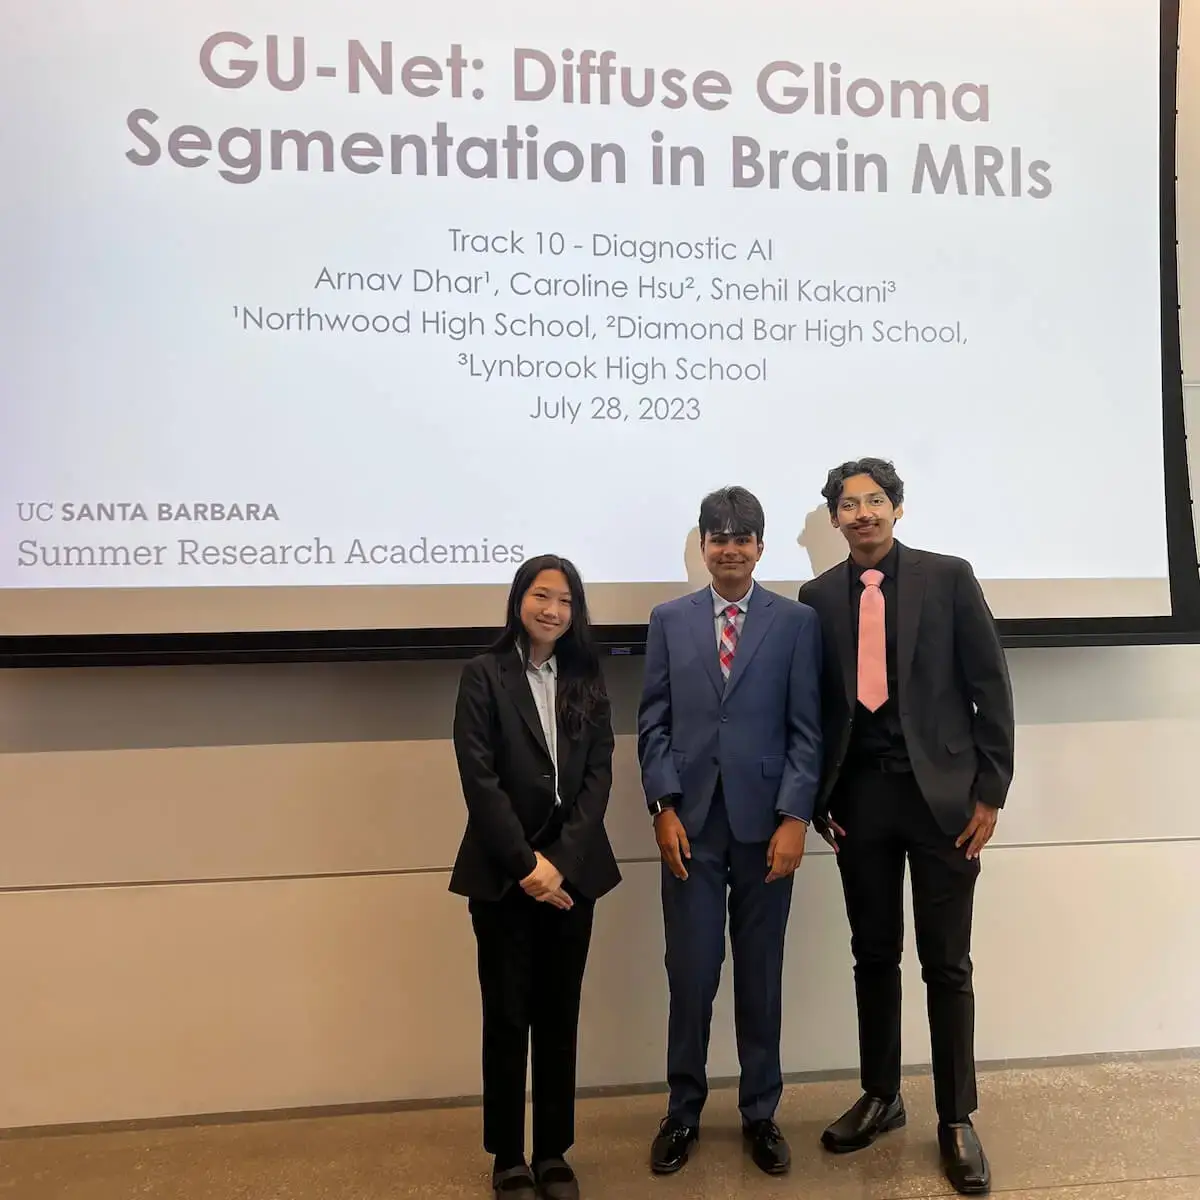 GU-Net: Diffuse Glioma
Segmentation in Brain MRIs
Track 10 - Diagnostic AI
Arnav Dhar¹, Caroline Hsu², Snehil Kakani³
¹Northwood High School, ²Diamond Bar High School,
³Lynbrook High School
July 28, 2023
UC SANTA BARBARA
Summer Research Academies